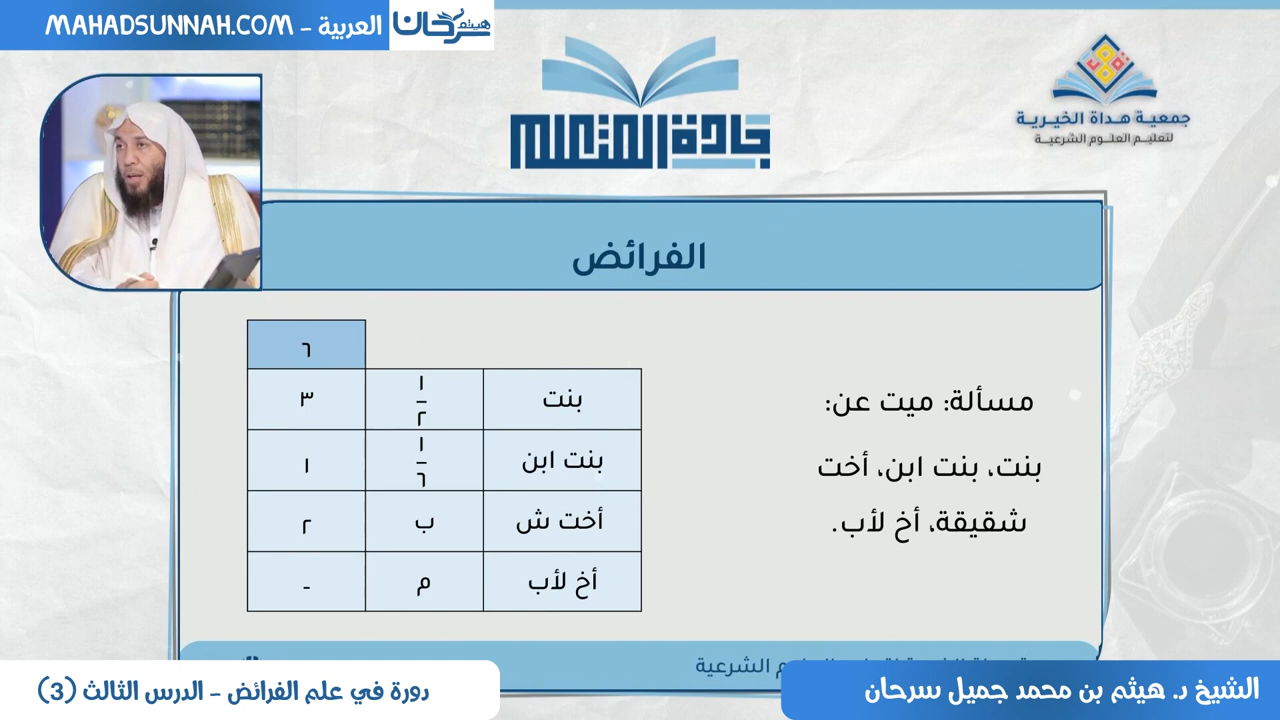 MAHADSUNNAH.COM - العربية
هيثم سرحان
جمعية هداة الخيرية
لتعليم العلوم الشرعية
جادة المتعلم
الفرائض
مسألة: ميت عن:
بنت، بنت ابن، أخت
شقيقة، أخ لأب.
٦
بنت ١/٢ ٣
بنت ابن ١/٦ ١
أخت ش ب ٢
أخ لأب م -
الشرعية
الشيخ د. هيثم بن محمد جميل سرحان
دورة في علم الفرائض - الدرس الثالث (3)